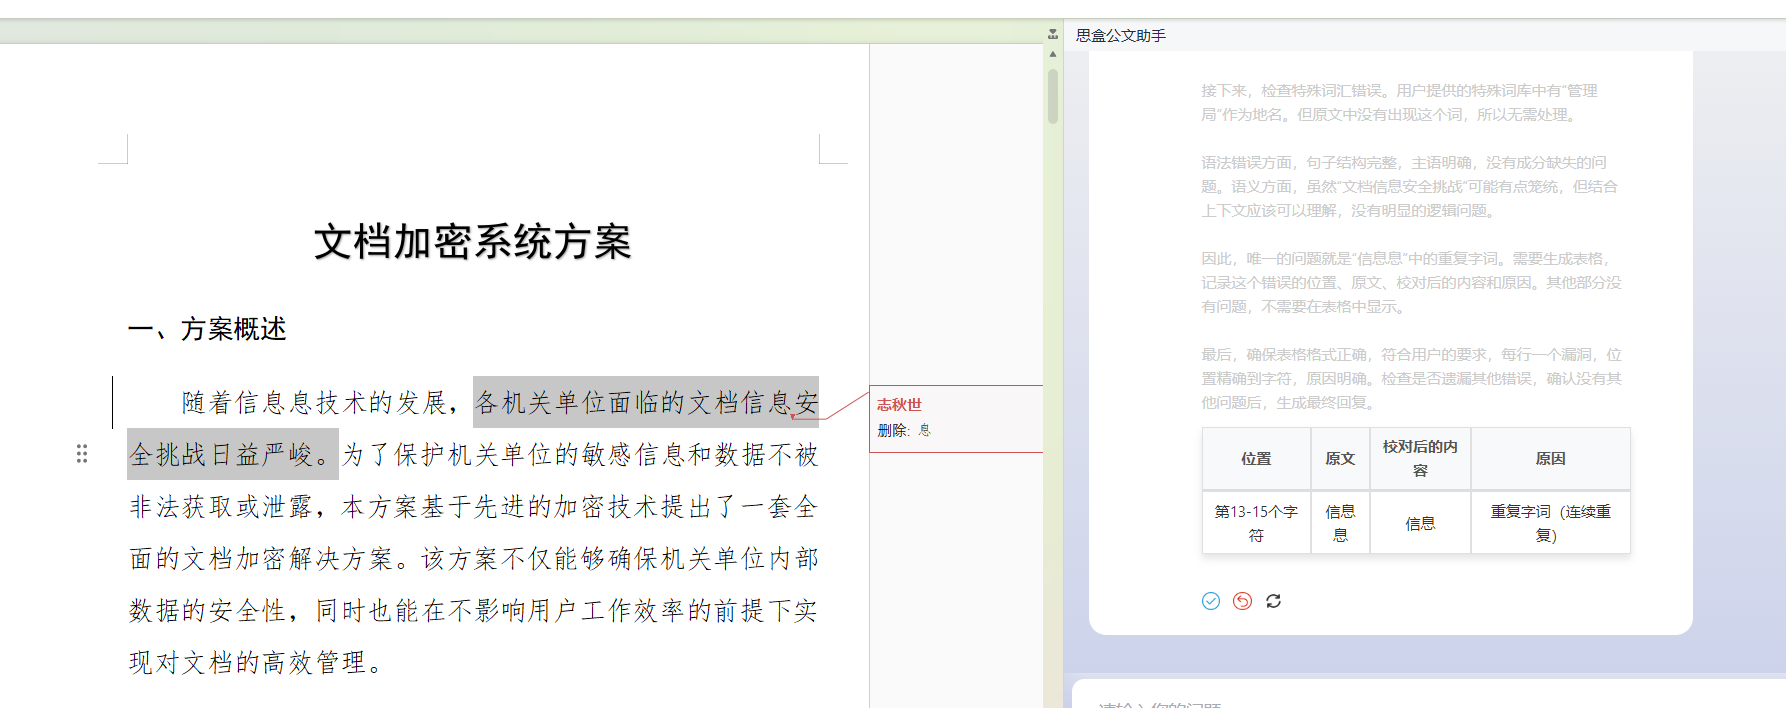 文档加密系统方案
一、方案概述
随着信息息技术的发展，各机关单位面临的文档信息安
全挑战日益严峻。为了保护机关单位的敏感信息和数据不被
非法获取或泄露，本方案基于先进的加密技术提出了一套全
面的文档加密解决方案。该方案不仅能够确保机关单位内部
数据的安全性，同时也能在不影响用户工作效率的前提下实
现对文档的高效管理。
志秋世
删除: 息
思盒公文助手
接下来，检查特殊词汇错误。用户提供的特殊词库中有“管理
局”作为地名。但原文中没有出现这个词，所以无需处理。
语法错误方面，句子结构完整，主语明确，没有成分缺失的问
题。语义方面，虽然“文档信息安全挑战”可能有点笼统，但结合
上下文应该可以理解，没有明显的逻辑问题。
因此，唯一的问题就是“信息息”中的重复字词。需要生成表格，
记录这个错误的位置、原文、校对后的内容和原因。其他部分没
有问题，不需要在表格中显示。
最后，确保表格格式正确，符合用户的要求，每行一个漏洞，位
置精确到字符，原因明确。检查是否遗漏其他错误，确认没有其
他问题后，生成最终回复。
位置 原文 校对后的内
容 原因
第13-15个字
符 信息
息 信息 重复字词（连续重
复）
请输入您的问题